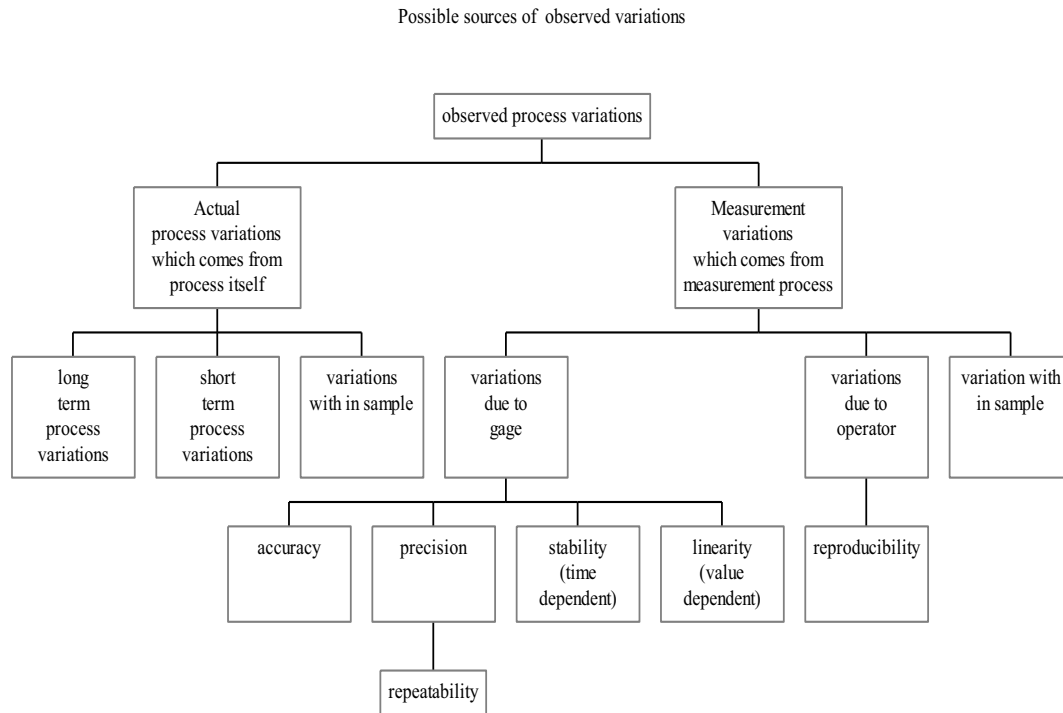 Possible sources of observed variations
observed process variations
Actual
process variations
which comes from
process itself
Measurement
variations
which comes from
measurement process
long
term
process
variations
short
term
process
variations
variations
with in sample
variations
due to
gage
variations
due to
operator
variation with
in sample
accuracy
precision
stability
(time
dependent)
linearity
(value
dependent)
reproducibility
repeatability